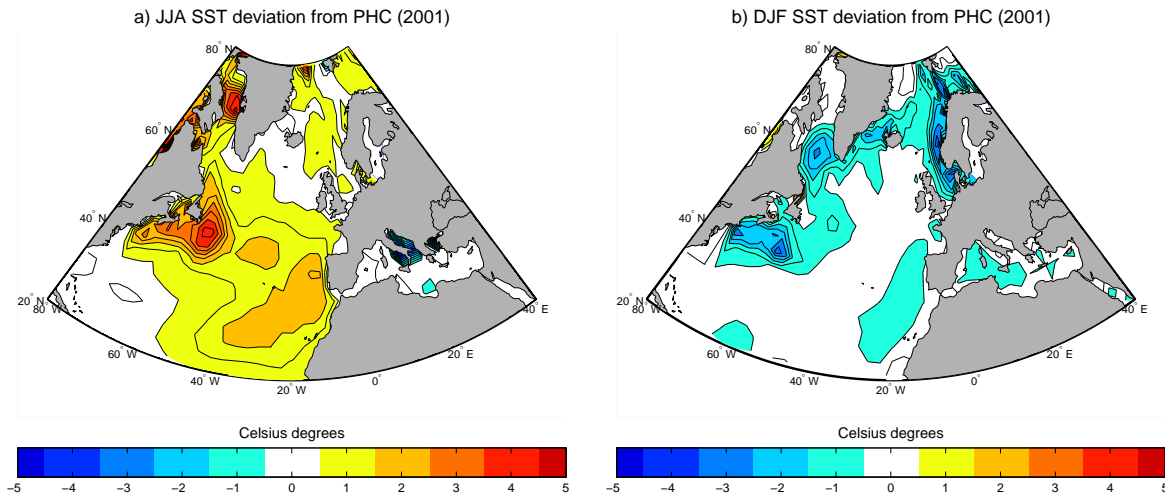 a) JJA SST deviation from PHC (2001)
80° N
60° N
40° N
20° N
80° W
60° W
40° W
20° W
0°
20° E
40° E
Celsius degrees
−5 −4 −3 −2 −1 0 1 2 3 4 5
b) DJF SST deviation from PHC (2001)
80° N
60° N
40° N
20° N
80° W
60° W
40° W
20° W
0°
20° E
40° E
Celsius degrees
−5 −4 −3 −2 −1 0 1 2 3 4 5